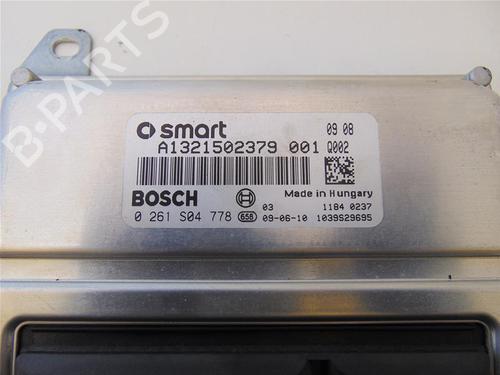 smart 09 08
A1321502379 001 Q002
BOSCH Made in Hungary
03 1184 0237
0 261 S04 778 658 09-06-10 1039S29695
B-PARTS